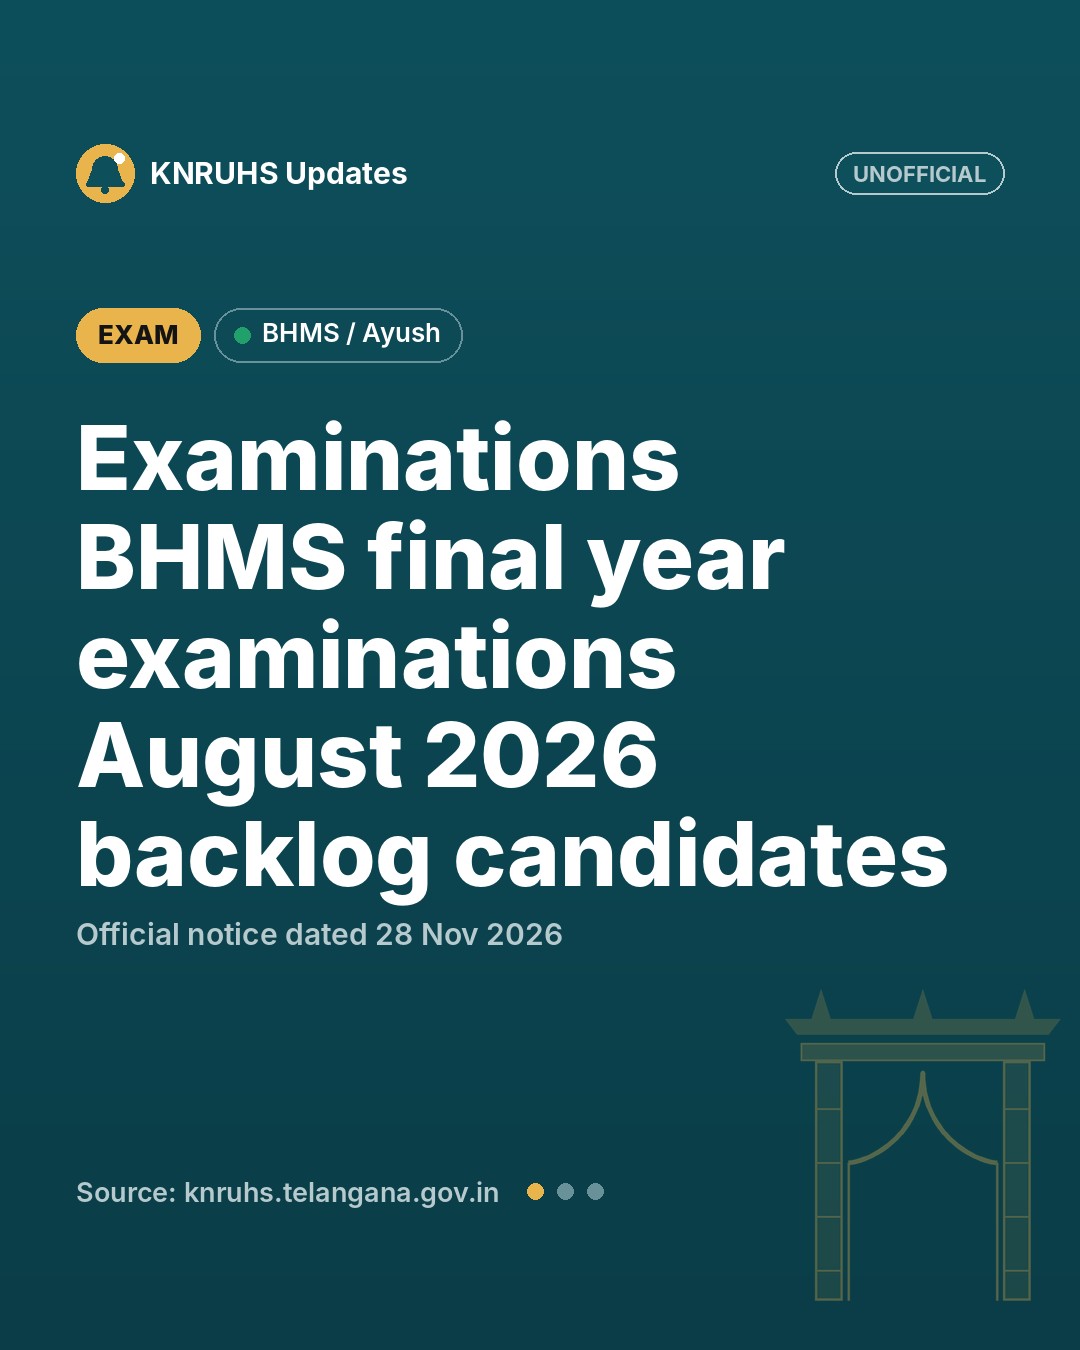 KNRUHS Updates
UNOFFICIAL
EXAM
BHMS / Ayush
Examinations
BHMS final year
examinations
August 2026
backlog candidates
Official notice dated 28 Nov 2026
Source: knruhs.telangana.gov.in